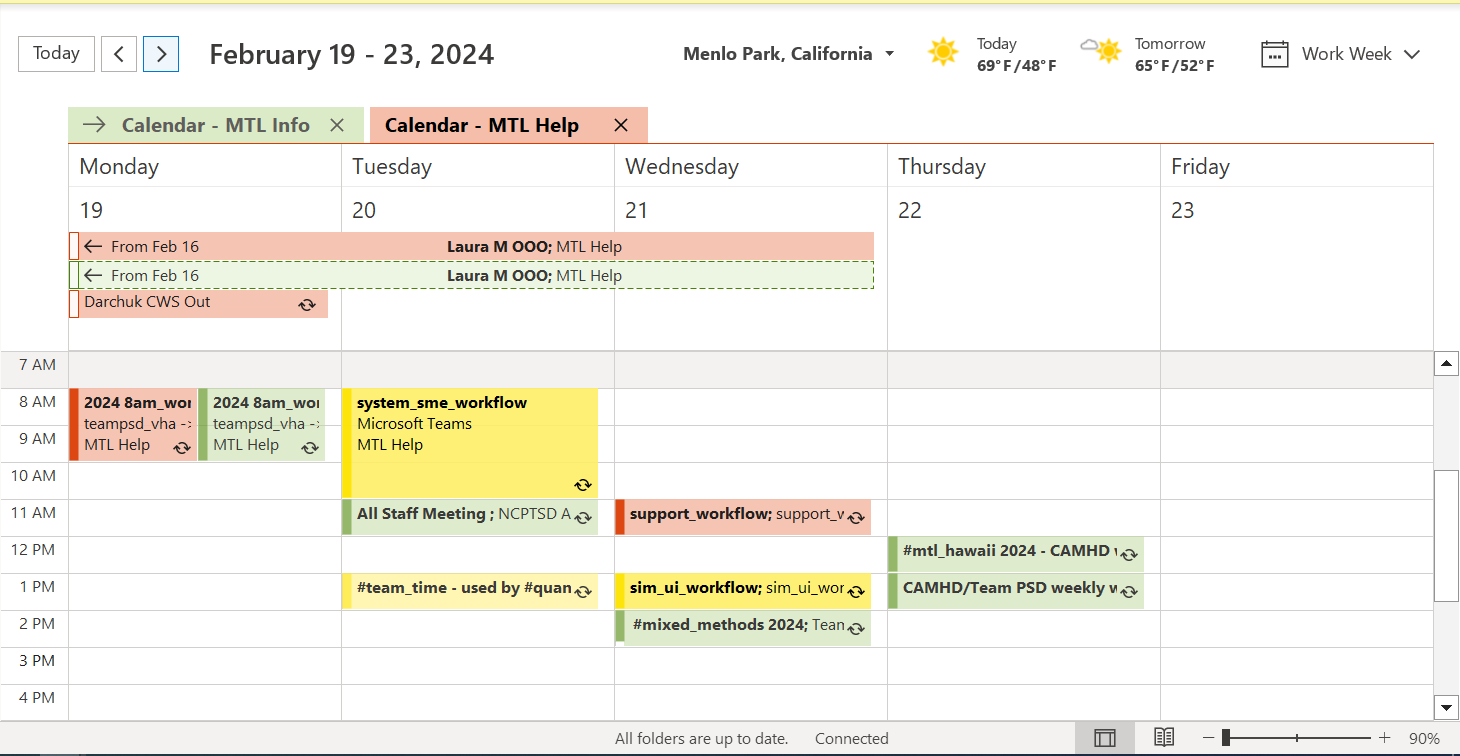 Today
February 19 - 23, 2024
Menlo Park, California
Today
69°F/48°F
Tomorrow
65°F/52°F
Work Week
Calendar - MTL Info
Calendar - MTL Help
Monday
Tuesday
Wednesday
Thursday
Friday
19
20
21
22
23
From Feb 16
Laura M OOO; MTL Help
From Feb 16
Laura M OOO; MTL Help
Darchuk CWS Out
7 AM
8 AM
9 AM
10 AM
11 AM
12 PM
1 PM
2 PM
3 PM
4 PM
2024 8am_wor
teampsd_vha ->
MTL Help
2024 8am_wor
teampsd_vha ->
MTL Help
system_sme_workflow
Microsoft Teams
MTL Help
All Staff Meeting ; NCPTSD A
#team_time - used by #quan
support_workflow; support_w
sim_ui_workflow; sim_ui_wor
#mixed_methods 2024; Team
#mtl_hawaii 2024 - CAMHD
CAMHD/Team PSD weekly w
All folders are up to date.
Connected
90%